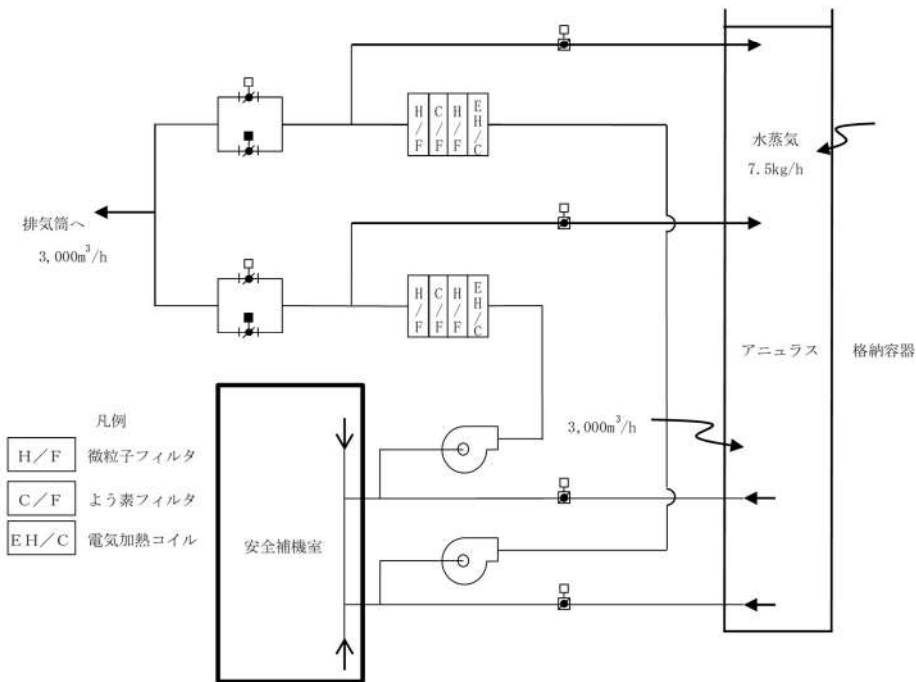 H/F
C/F
H/F
EH/C
水蒸気
7.5kg/h
排気筒へ
3,000m³/h
H/F
C/F
H/F
EH/C
アニュラス
格納容器
3,000m³/h
凡例
H/F 微粒子フィルタ
C/F よう素フィルタ
EH/C 電気加熱コイル
安全補機室